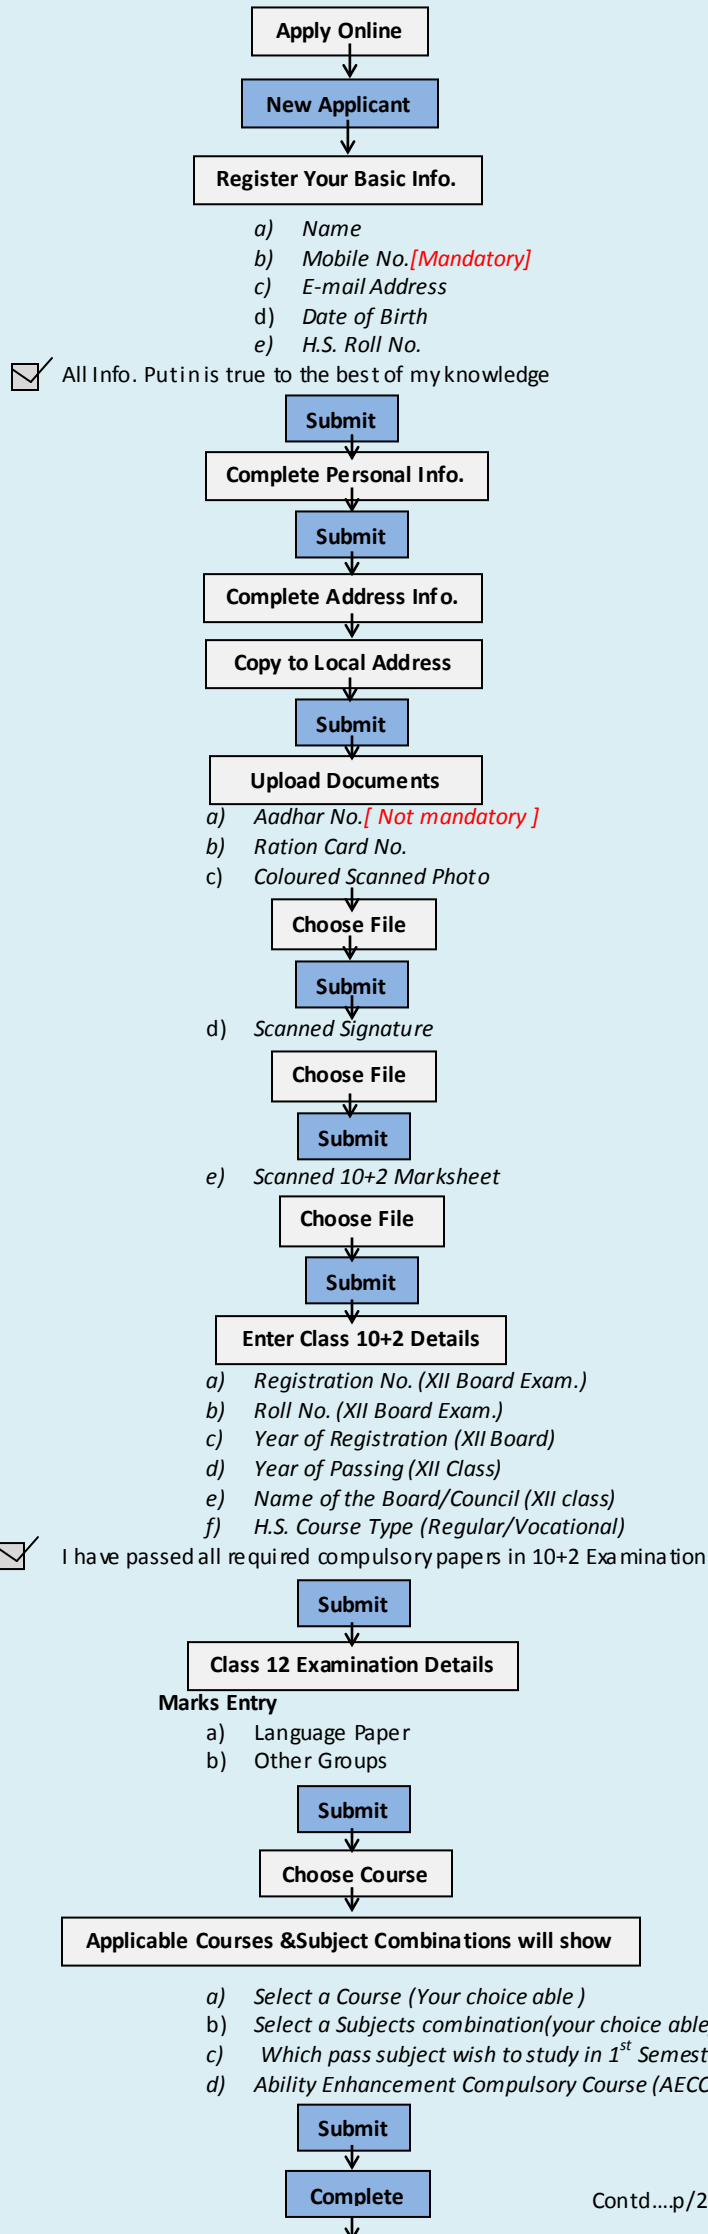 Apply Online
New Applicant
Register Your Basic Info.
a) Name
b) Mobile No.[Mandatory]
c) E-mail Address
d) Date of Birth
e) H.S. Roll No.
All Info. Put in is true to the best of my knowledge
Submit
Complete Personal Info.
Submit
Complete Address Info.
Copy to Local Address
Submit
Upload Documents
a) Aadhar No.[ Not mandatory ]
b) Ration Card No.
c) Coloured Scanned Photo
Choose File
Submit
d) Scanned Signature
Choose File
Submit
e) Scanned 10+2 Marksheet
Choose File
Submit
Enter Class 10+2 Details
a) Registration No. (XII Board Exam.)
b) Roll No. (XII Board Exam.)
c) Year of Registration (XII Board)
d) Year of Passing (XII Class)
e) Name of the Board/Council (XII class)
f) H.S. Course Type (Regular/Vocational)
I have passed all required compulsory papers in 10+2 Examination
Submit
Class 12 Examination Details
Marks Entry
a) Language Paper
b) Other Groups
Submit
Choose Course
Applicable Courses &Subject Combinations will show
a) Select a Course (Your choice able )
b) Select a Subjects combination(your choice able
c) Which pass subject wish to study in 1st Semest
d) Ability Enhancement Compulsory Course (AECC
Submit
Complete
Contd....p/2